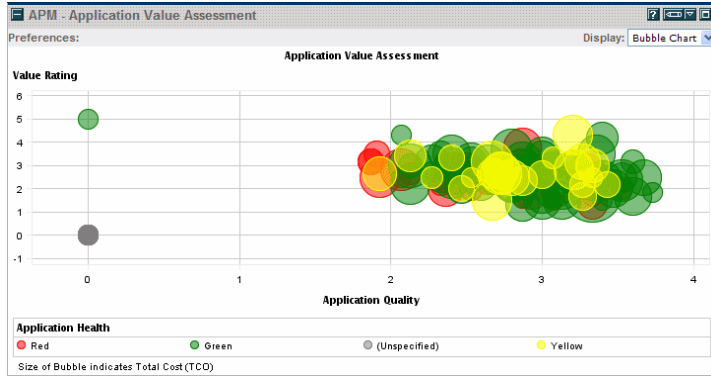 APM - Application Value Assessment
Preferences: Display: Bubble Chart
Application Value Assessment
Value Rating
6
5
4
3
2
1
0
-1
0 1 2 3 4
Application Quality
Application Health
Red Green (Unspecified) Yellow
Size of Bubble indicates Total Cost (TCO)